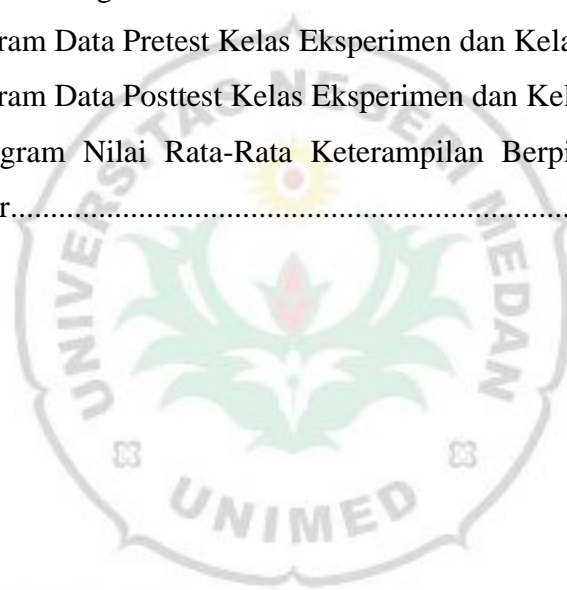 ram Data Pretest Kelas Eksperimen dan Kela
ram Data Posttest Kelas Eksperimen dan Kel
gram Nilai Rata-Rata Keterampilan Berpi
r..........................................................................
UNIVERSITAS NEGERI MEDAN
UNIMED